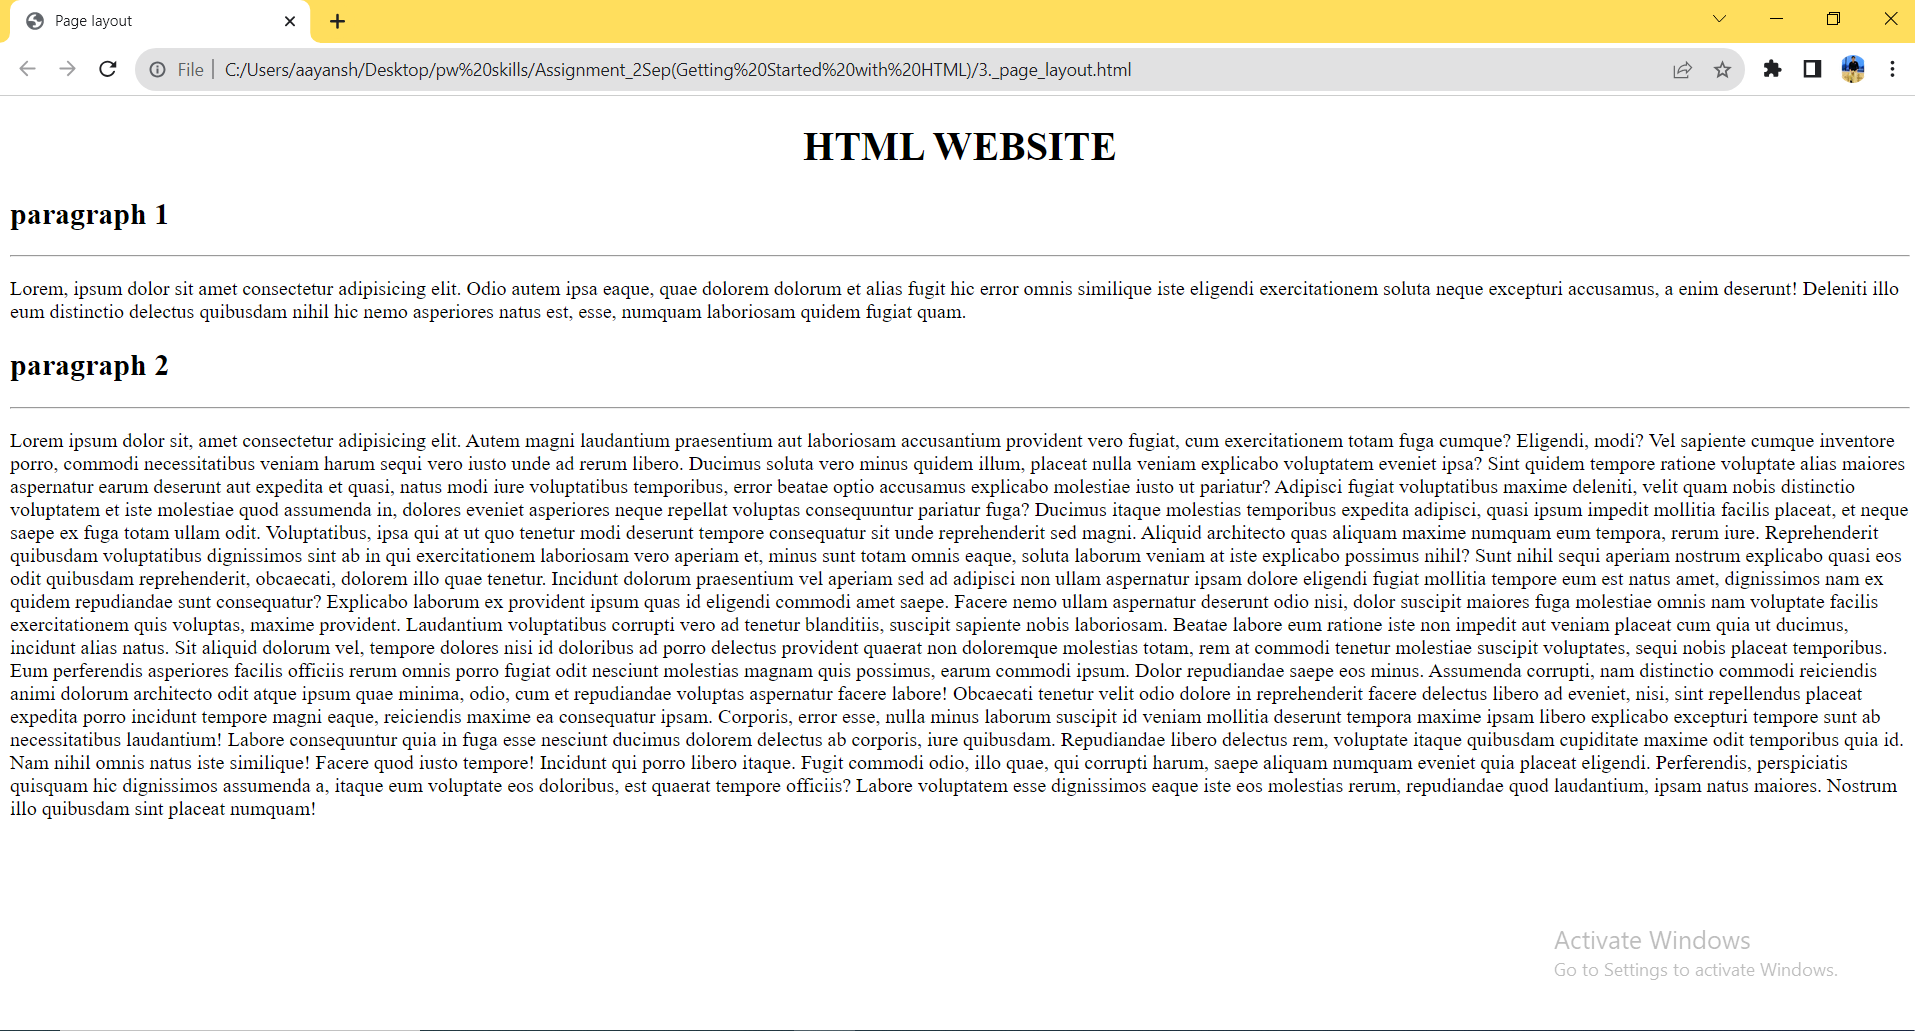 Page layout
File | C:/Users/aayansh/Desktop/pw%20skills/Assignment_2Sep(Getting%20Started%20with%20HTML)/3._page_layout.html
HTML WEBSITE
paragraph 1
Lorem, ipsum dolor sit amet consectetur adipisicing elit. Odio autem ipsa eaque, quae dolorem dolorum et alias fugit hic error omnis similique iste eligendi exercitationem soluta neque excepturi accusamus, a enim deserunt! Deleniti illo
eum distinctio delectus quibusdam nihil hic nemo asperiores natus est, esse, numquam laboriosam quidem fugiat quam.
paragraph 2
Lorem ipsum dolor sit, amet consectetur adipisicing elit. Autem magni laudantium praesentium aut laboriosam accusantium provident vero fugiat, cum exercitationem totam fuga cumque? Eligendi, modi? Vel sapiente cumque inventore
porro, commodi necessitatibus veniam harum sequi vero iusto unde ad rerum libero. Ducimus soluta vero minus quidem illum, placeat nulla veniam explicabo voluptatem eveniet ipsa? Sint quidem tempore ratione voluptate alias maiores
aspernatur earum deserunt aut expedita et quasi, natus modi iure voluptatibus temporibus, error beatae optio accusamus explicabo molestiae iusto ut pariatur? Adipisci fugiat voluptatibus maxime deleniti, velit quam nobis distinctio
voluptatem et iste molestiae quod assumenda in, dolores eveniet asperiores neque repellat voluptas consequuntur pariatur fuga? Ducimus itaque molestias temporibus expedita adipisci, quasi ipsum impedit mollitia facilis placeat, et neque
saepe ex fuga totam ullam odit. Voluptatibus, ipsa qui at ut quo tenetur modi deserunt tempore consequatur sit unde reprehenderit sed magni. Aliquid architecto quas aliquam maxime numquam eum tempora, rerum iure. Reprehenderit
quibusdam voluptatibus dignissimos sint ab in qui exercitationem laboriosam vero aperiam et, minus sunt totam omnis eaque, soluta laborum veniam at iste explicabo possimus nihil? Sunt nihil sequi aperiam nostrum explicabo quasi eos
odit quibusdam reprehenderit, obcaecati, dolorem illo quae tenetur. Incidunt dolorum praesentium vel aperiam sed ad adipisci non ullam aspernatur ipsam dolore eligendi fugiat mollitia tempore eum est natus amet, dignissimos nam ex
quidem repudiandae sunt consequatur? Explicabo laborum ex provident ipsum quas id eligendi commodi amet saepe. Facere nemo ullam aspernatur deserunt odio nisi, dolor suscipit maiores fuga molestiae omnis nam voluptate facilis
exercitationem quis voluptas, maxime provident. Laudantium voluptatibus corrupti vero ad tenetur blanditiis, suscipit sapiente nobis laboriosam. Beatae labore eum ratione iste non impedit aut veniam placeat cum quia ut ducimus,
incidunt alias natus. Sit aliquid dolorum vel, tempore dolores nisi id doloribus ad porro delectus provident quaerat non doloremque molestias totam, rem at commodi tenetur molestiae suscipit voluptates, sequi nobis placeat temporibus.
Eum perferendis asperiores facilis officiis rerum omnis porro fugiat odit nesciunt molestias magnam quis possimus, earum commodi ipsum. Dolor repudiandae saepe eos minus. Assumenda corrupti, nam distinctio commodi reiciendis
animi dolorum architecto odit atque ipsum quae minima, odio, cum et repudiandae voluptas aspernatur facere labore! Obcaecati tenetur velit odio dolore in reprehenderit facere delectus libero ad eveniet, nisi, sint repellendus placeat
expedita porro incidunt tempore magni eaque, reiciendis maxime ea consequatur ipsam. Corporis, error esse, nulla minus laborum suscipit id veniam mollitia deserunt tempora maxime ipsam libero explicabo excepturi tempore sunt ab
necessitatibus laudantium! Labore consequuntur quia in fuga esse nesciunt ducimus dolorem delectus ab corporis, iure quibusdam. Repudiandae libero delectus rem, voluptate itaque quibusdam cupiditate maxime odit temporibus quia id.
Nam nihil omnis natus iste similique! Facere quod iusto tempore! Incidunt qui porro libero itaque. Fugit commodi odio, illo quae, qui corrupti harum, saepe aliquam numquam eveniet quia placeat eligendi. Perferendis, perspiciatis
quisquam hic dignissimos assumenda a, itaque eum voluptate eos doloribus, est quaerat tempore officiis? Labore voluptatem esse dignissimos eaque iste eos molestias rerum, repudiandae quod laudantium, ipsam natus maiores. Nostrum
illo quibusdam sint placeat numquam!
Activate Windows
Go to Settings to activate Windows.